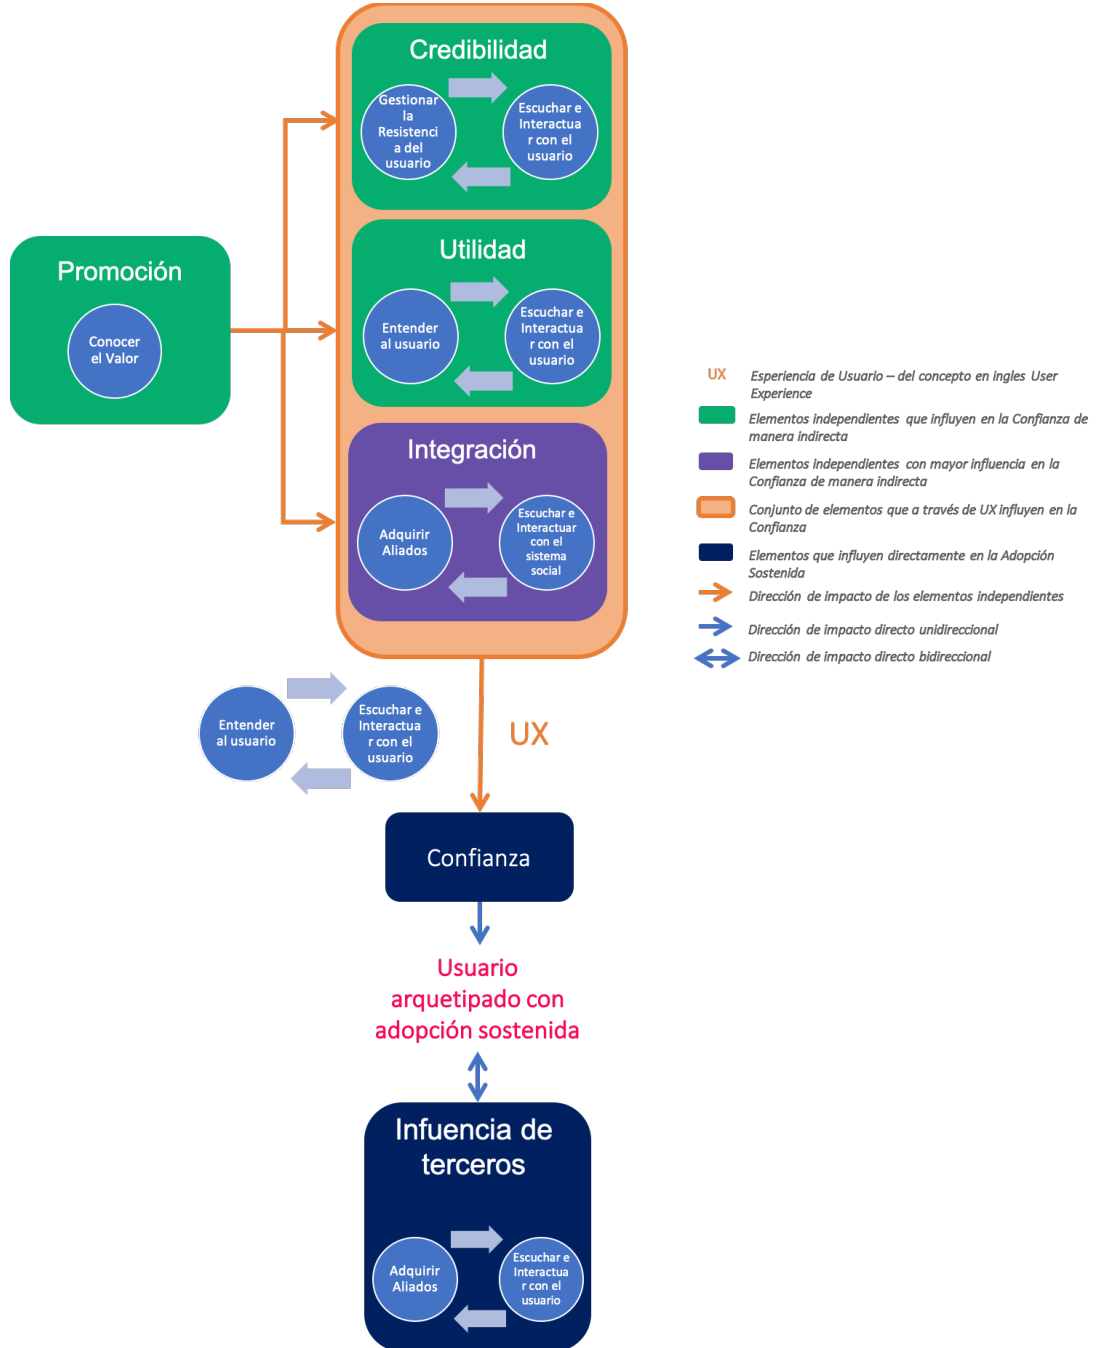 Credibilidad
Gestionar
la
Resistenci
a del
usuario
Escuchar e
Interactua
r con el
usuario
Promoción
Conocer
el Valor
Utilidad
Entender
al usuario
Escuchar e
Interactua
r con el
usuario
Integración
Adquirir
Aliados
Escuchar e
Interactuar
con el
sistema
social
UX
Esperiencia de Usuario – del concepto en ingles User
Experience
Elementos independientes que influyen en la Confianza de
manera indirecta
Elementos independientes con mayor influencia en la
Confianza de manera indirecta
Conjunto de elementos que a través de UX influyen en la
Confianza
Elementos que influyen directamente en la Adopción
Sostenida
Dirección de impacto de los elementos independientes
Dirección de impacto directo unidireccional
Dirección de impacto directo bidireccional
Entender
al usuario
Escuchar e
Interactua
r con el
usuario
UX
Confianza
Usuario
arquetipado con
adopción sostenida
Infuencia de
terceros
Adquirir
Aliados
Escuchar e
Interactua
r con el
usuario